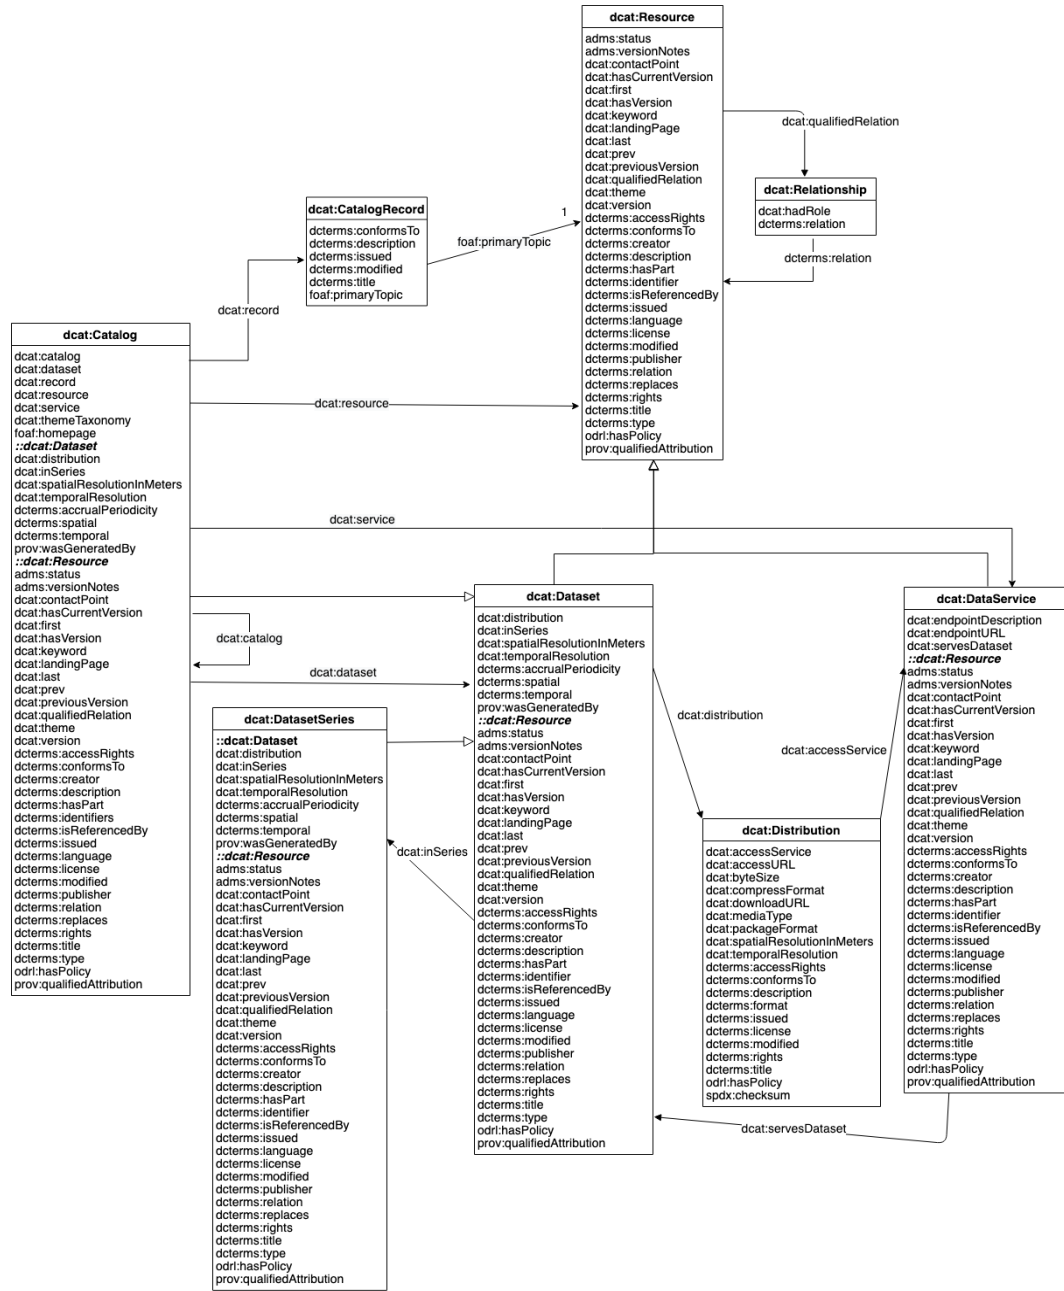 dcat:Resource
adms:status
adms:versionNotes
dcat:contactPoint
dcat:hasCurrentVersion
dcat:first
dcat:hasVersion
dcat:keyword
dcat:landingPage
dcat:last
dcat:prev
dcat:previousVersion
dcat:qualifiedRelation
dcat:theme
dcat:version
dcterms:accessRights
dcterms:conformsTo
dcterms:creator
dcterms:description
dcterms:hasPart
dcterms:identifier
dcterms:isReferencedBy
dcterms:issued
dcterms:language
dcterms:license
dcterms:modified
dcterms:publisher
dcterms:relation
dcterms:replaces
dcterms:rights
dcterms:title
dcterms:type
odrl:hasPolicy
prov:qualifiedAttribution
dcat:qualifiedRelation
dcat:Relationship
dcat:hadRole
dcterms:relation
dcterms:relation
dcat:CatalogRecord
dcterms:conformsTo
dcterms:description
dcterms:issued
dcterms:modified
dcterms:title
foaf:primaryTopic
1
foaf:primaryTopic
dcat:record
dcat:Catalog
dcat:catalog
dcat:dataset
dcat:record
dcat:resource
dcat:service
dcat:themeTaxonomy
foaf:homepage
::dcat:Dataset
dcat:distribution
dcat:inSeries
dcat:spatialResolutionInMeters
dcat:temporalResolution
dcterms:accrualPeriodicity
dcterms:spatial
dcterms:temporal
prov:wasGeneratedBy
::dcat:Resource
adms:status
adms:versionNotes
dcat:contactPoint
dcat:hasCurrentVersion
dcat:first
dcat:hasVersion
dcat:keyword
dcat:landingPage
dcat:last
dcat:prev
dcat:previousVersion
dcat:qualifiedRelation
dcat:theme
dcat:version
dcterms:accessRights
dcterms:conformsTo
dcterms:creator
dcterms:description
dcterms:hasPart
dcterms:identifiers
dcterms:isReferencedBy
dcterms:issued
dcterms:language
dcterms:license
dcterms:modified
dcterms:publisher
dcterms:relation
dcterms:replaces
dcterms:rights
dcterms:title
dcterms:type
odrl:hasPolicy
prov:qualifiedAttribution
dcat:resource
dcat:service
dcat:catalog
dcat:dataset
dcat:DatasetSeries
::dcat:Dataset
dcat:distribution
dcat:inSeries
dcat:spatialResolutionInMeters
dcat:temporalResolution
dcterms:accrualPeriodicity
dcterms:spatial
dcterms:temporal
prov:wasGeneratedBy
::dcat:Resource
adms:status
adms:versionNotes
dcat:contactPoint
dcat:hasCurrentVersion
dcat:first
dcat:hasVersion
dcat:keyword
dcat:landingPage
dcat:last
dcat:prev
dcat:previousVersion
dcat:qualifiedRelation
dcat:theme
dcat:version
dcterms:accessRights
dcterms:conformsTo
dcterms:creator
dcterms:description
dcterms:hasPart
dcterms:identifier
dcterms:isReferencedBy
dcterms:issued
dcterms:language
dcterms:license
dcterms:modified
dcterms:publisher
dcterms:relation
dcterms:replaces
dcterms:rights
dcterms:title
dcterms:type
odrl:hasPolicy
prov:qualifiedAttribution
dcat:inSeries
dcat:Dataset
dcat:distribution
dcat:inSeries
dcat:spatialResolutionInMeters
dcat:temporalResolution
dcterms:accrualPeriodicity
dcterms:spatial
dcterms:temporal
prov:wasGeneratedBy
::dcat:Resource
adms:status
adms:versionNotes
dcat:contactPoint
dcat:hasCurrentVersion
dcat:first
dcat:hasVersion
dcat:keyword
dcat:landingPage
dcat:last
dcat:prev
dcat:previousVersion
dcat:qualifiedRelation
dcat:theme
dcat:version
dcterms:accessRights
dcterms:conformsTo
dcterms:creator
dcterms:description
dcterms:hasPart
dcterms:identifier
dcterms:isReferencedBy
dcterms:issued
dcterms:language
dcterms:license
dcterms:modified
dcterms:publisher
dcterms:relation
dcterms:replaces
dcterms:rights
dcterms:title
dcterms:type
odrl:hasPolicy
prov:qualifiedAttribution
dcat:distribution
dcat:accessService
dcat:Distribution
dcat:accessService
dcat:accessURL
dcat:byteSize
dcat:compressFormat
dcat:downloadURL
dcat:mediaType
dcat:packageFormat
dcat:spatialResolutionInMeters
dcat:temporalResolution
dcterms:accessRights
dcterms:conformsTo
dcterms:description
dcterms:format
dcterms:issued
dcterms:license
dcterms:modified
dcterms:rights
dcterms:title
odrl:hasPolicy
spdx:checksum
dcat:servesDataset
dcat:DataService
dcat:endpointDescription
dcat:endpointURL
dcat:servesDataset
::dcat:Resource
adms:status
adms:versionNotes
dcat:contactPoint
dcat:hasCurrentVersion
dcat:first
dcat:hasVersion
dcat:keyword
dcat:landingPage
dcat:last
dcat:prev
dcat:previousVersion
dcat:qualifiedRelation
dcat:theme
dcat:version
dcterms:accessRights
dcterms:conformsTo
dcterms:creator
dcterms:description
dcterms:hasPart
dcterms:identifier
dcterms:isReferencedBy
dcterms:issued
dcterms:language
dcterms:license
dcterms:modified
dcterms:publisher
dcterms:relation
dcterms:replaces
dcterms:rights
dcterms:title
dcterms:type
odrl:hasPolicy
prov:qualifiedAttribution